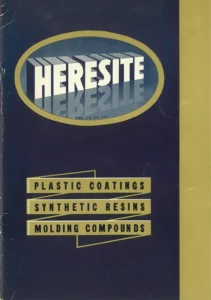 HERESITE
PLASTIC COATINGS
SYNTHETIC RESINS
MOLDING COMPOUNDS